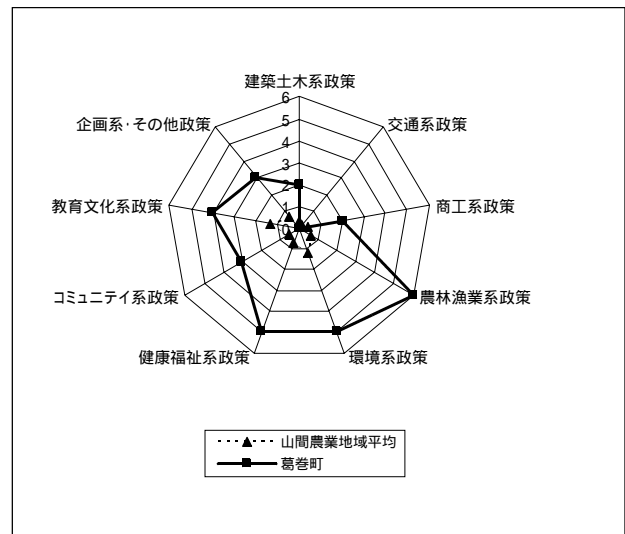 建築土木系政策
交通系政策
商工系政策
農林漁業系政策
環境系政策
健康福祉系政策
コミュニテイ系政策
教育文化系政策
企画系・その他政策
6
5
4
3
2
1
0
山間農業地域平均
葛巻町